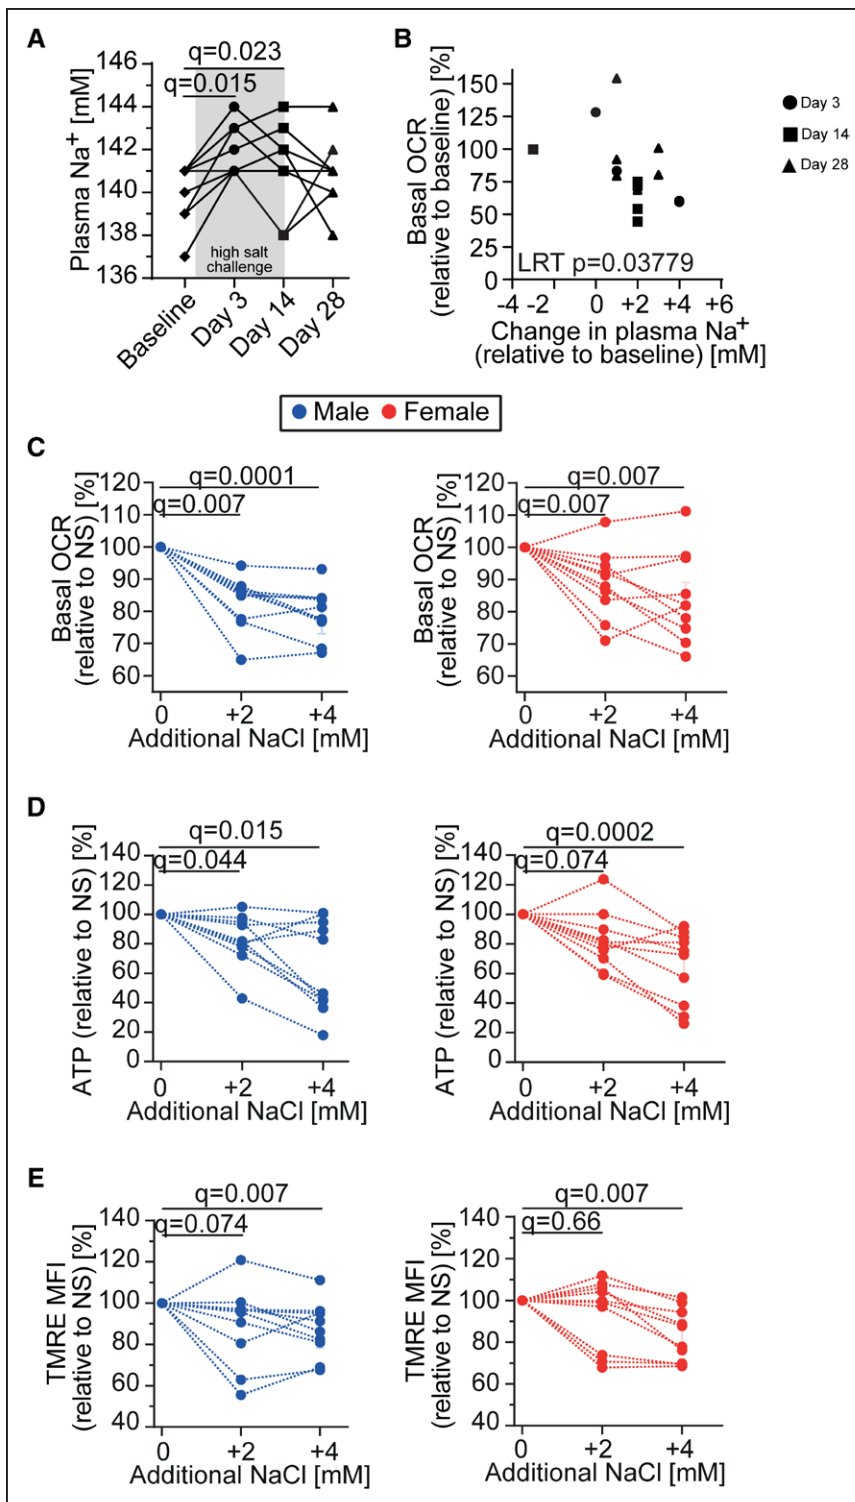 A
q=0.023
q=0.015
Plasma Na+ [mM]
146
144
142
140
138
136
high salt
challenge
Baseline
Day 3
Day 14
Day 28
B
Basal OCR
(relative to baseline) [%]
150
125
100
75
50
25
0
LRT p=0.03779
-4 -2 0 +2 +4 +6
Change in plasma Na+
(relative to baseline) [mM]
Day 3
Day 14
Day 28
Male Female
C
q=0.0001
q=0.007
Basal OCR
(relative to NS) [%]
120
110
100
90
80
70
60
0 +2 +4
Additional NaCl [mM]
q=0.007
q=0.007
Basal OCR
(relative to NS) [%]
120
110
100
90
80
70
60
0 +2 +4
Additional NaCl [mM]
D
q=0.015
q=0.044
ATP (relative to NS) [%]
140
120
100
80
60
40
20
0
0 +2 +4
Additional NaCl [mM]
q=0.0002
q=0.074
ATP (relative to NS) [%]
140
120
100
80
60
40
20
0
0 +2 +4
Additional NaCl [mM]
E
q=0.007
q=0.074
TMRE MFI
(relative to NS) [%]
140
120
100
80
60
40
0 +2 +4
Additional NaCl [mM]
q=0.007
q=0.66
TMRE MFI
(relative to NS) [%]
140
120
100
80
60
40
0 +2 +4
Additional NaCl [mM]